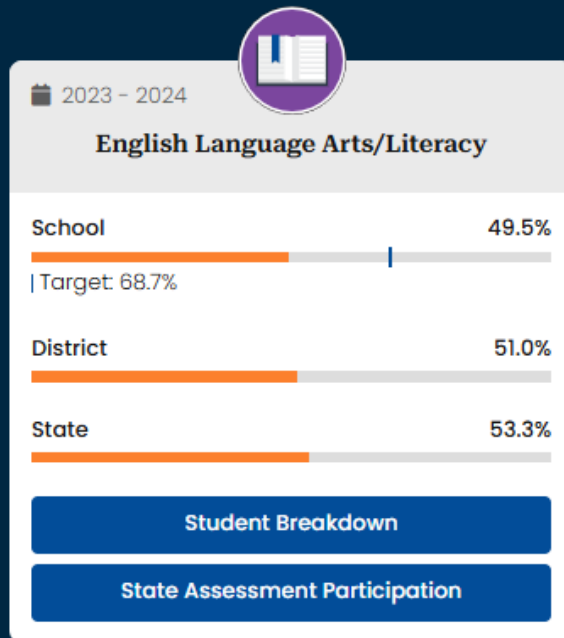 2023 - 2024
English Language Arts/Literacy
School 49.5%
Target: 68.7%
District 51.0%
State 53.3%
Student Breakdown
State Assessment Participation